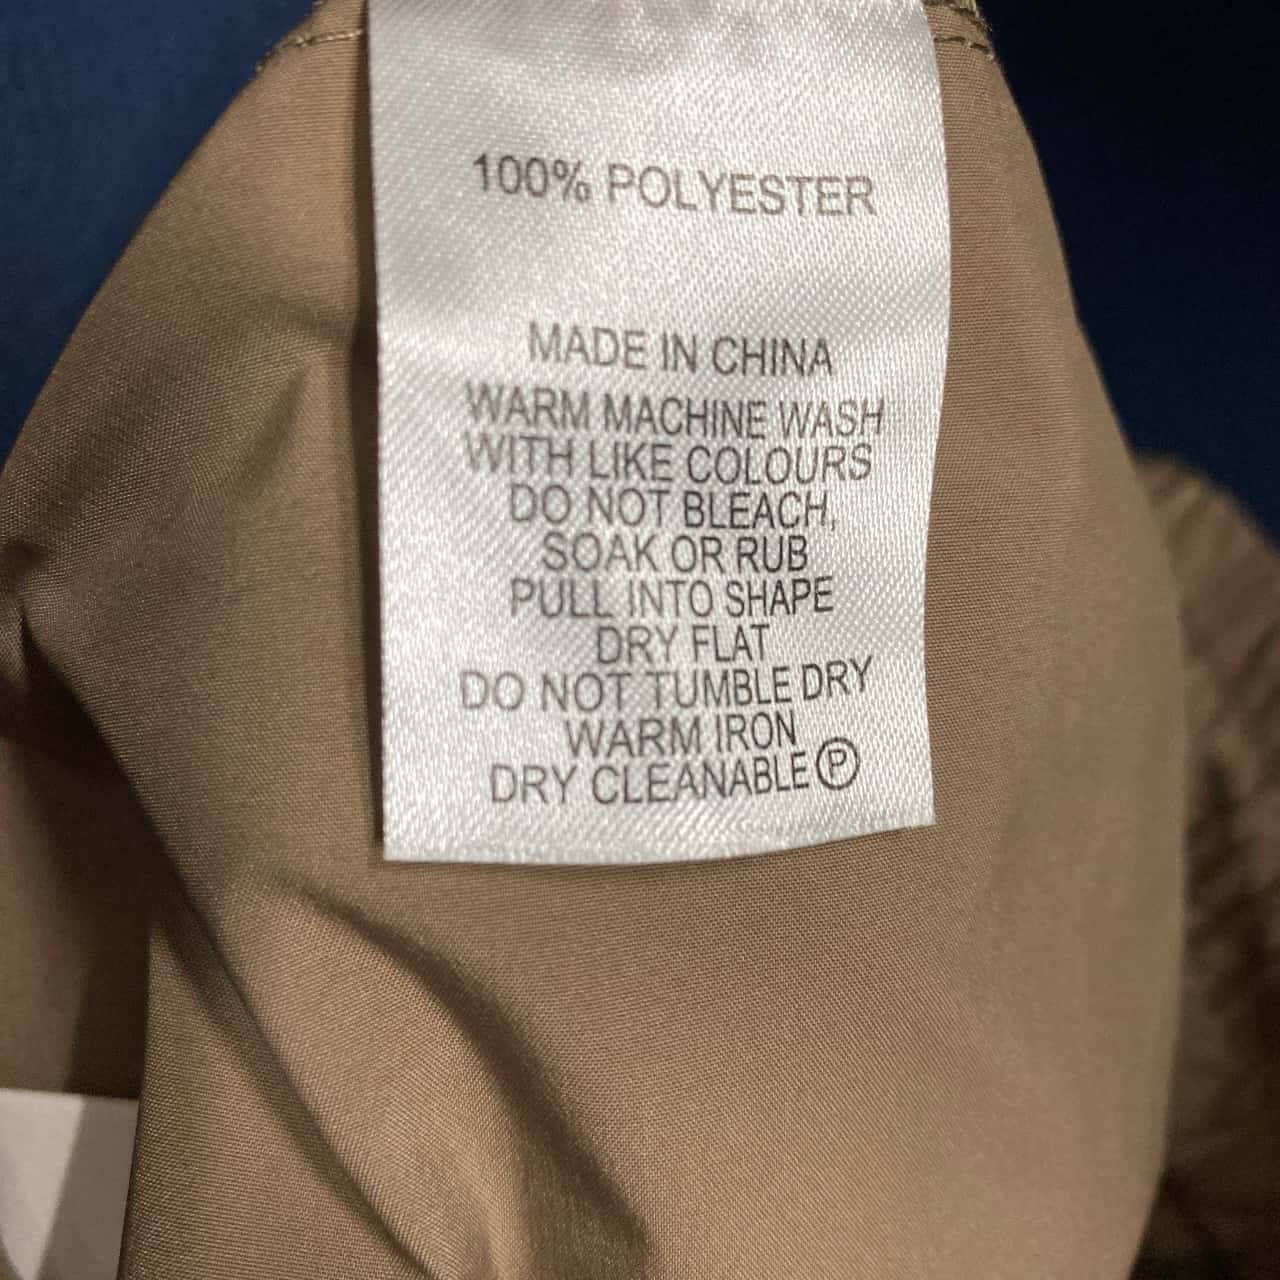 100% POLYESTER
MADE IN CHINA
WARM MACHINE WASH
WITH LIKE COLOURS
DO NOT BLEACH,
SOAK OR RUB
PULL INTO SHAPE
DRY FLAT
DO NOT TUMBLE DRY
WARM IRON
DRY CLEANABLE Ⓟ